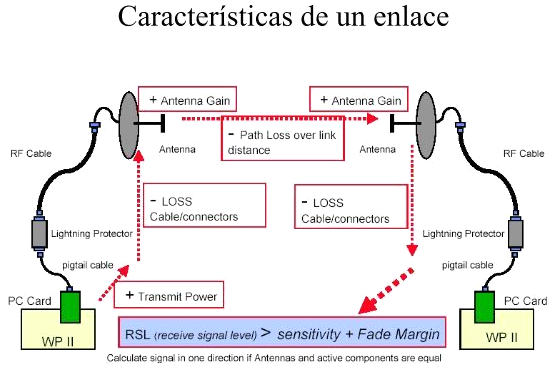 Características de un enlace
+ Antenna Gain
+ Antenna Gain
- Path Loss over link
distance
Antenna
Antenna
RF Cable
RF Cable
- LOSS
Cable/connectors
- LOSS
Cable/connectors
Lightning Protector
Lightning Protector
pigtail cable
pigtail cable
+ Transmit Power
PC Card
PC Card
WP II
WP II
RSL (receive signal level) > sensitivity + Fade Margin
Calculate signal in one direction if Antennas and active components are equal